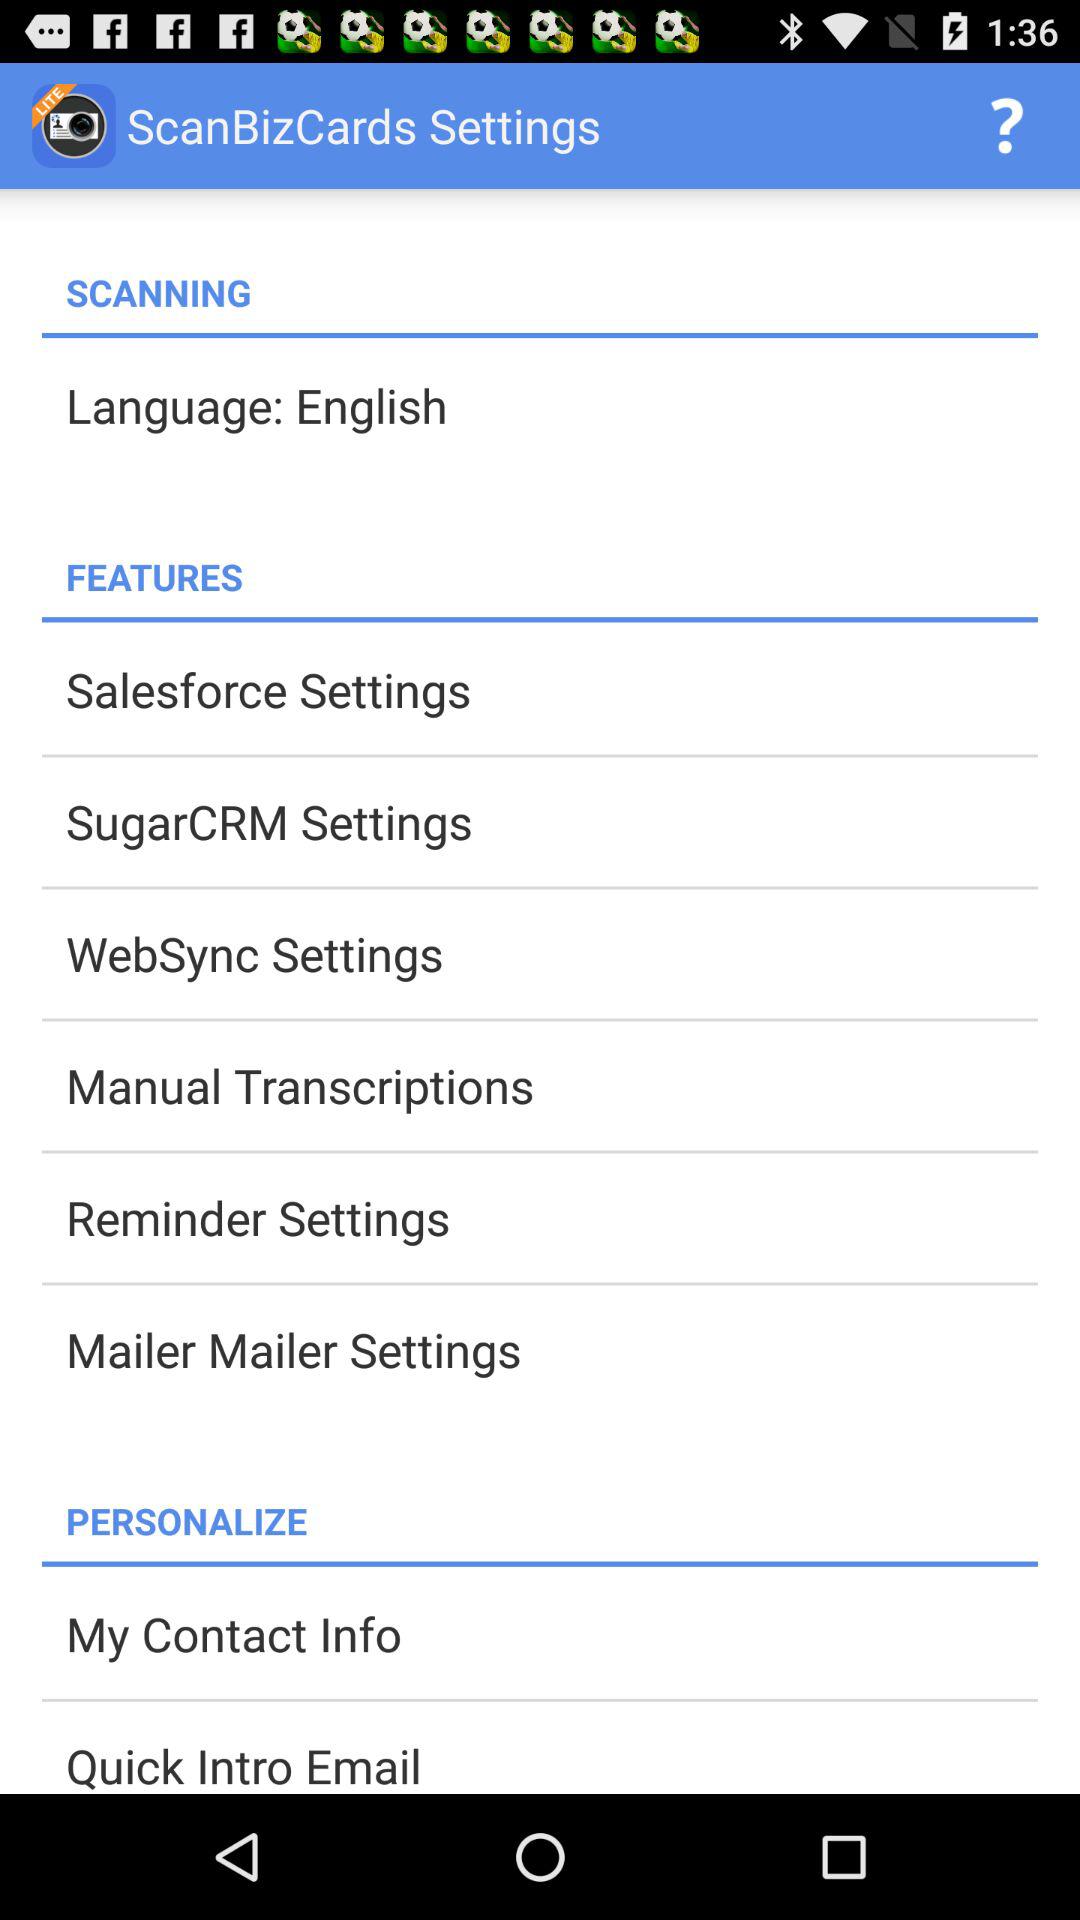 1:36
LITE
ScanBizCards Settings
?
SCANNING
Language: English
FEATURES
Salesforce Settings
SugarCRM Settings
WebSync Settings
Manual Transcriptions
Reminder Settings
Mailer Mailer Settings
PERSONALIZE
My Contact Info
Quick Intro Email